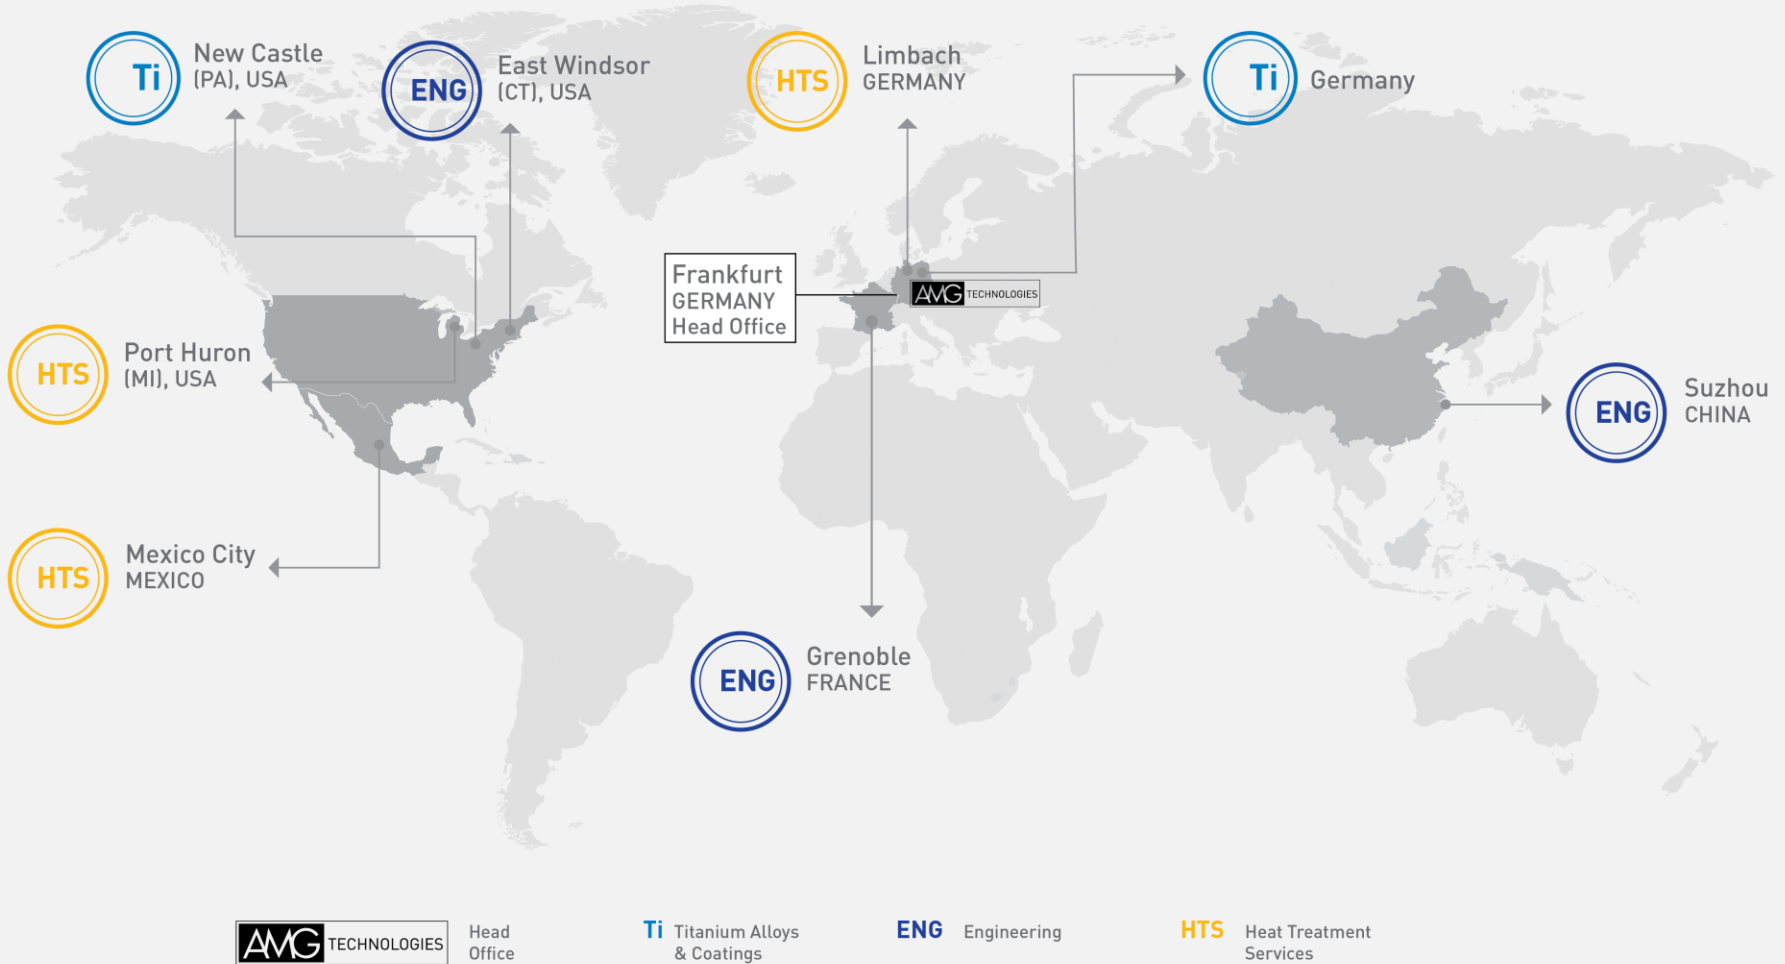 Ti
New Castle
(PA), USA
ENG
East Windsor
(CT), USA
HTS
Limbach
GERMANY
Ti
Germany
Frankfurt
GERMANY
Head Office
AMG TECHNOLOGIES
HTS
Port Huron
(MI), USA
ENG
Suzhou
CHINA
HTS
Mexico City
MEXICO
ENG
Grenoble
FRANCE
AMG TECHNOLOGIES
Head
Office
Ti Titanium Alloys
& Coatings
ENG Engineering
HTS Heat Treatment
Services